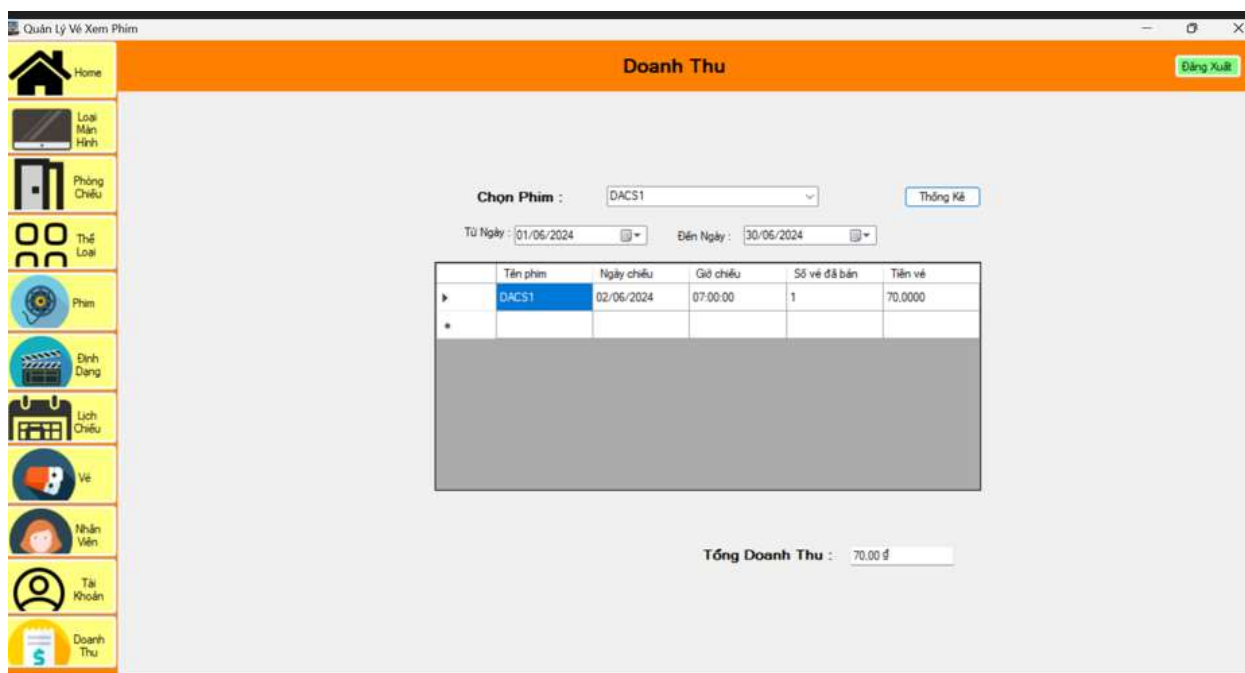 Quản Lý Vé Xem Phim
Home
Doanh Thu
Đăng Xuất
Loại
Màn
Hình
Phòng
Chiếu
Thể
Loại
Phim
Định
Dạng
Lịch
Chiếu
Vé
Nhân
Viên
Tài
Khoản
Doanh
Thu
Chọn Phim : DACS1 Thống Kê
Từ Ngày : 01/06/2024 Đến Ngày : 30/06/2024
Tên phim Ngày chiếu Giờ chiếu Số vé đã bán Tiền vé
DACS1 02/06/2024 07:00:00 1 70,0000
Tổng Doanh Thu : 70.00 ₫